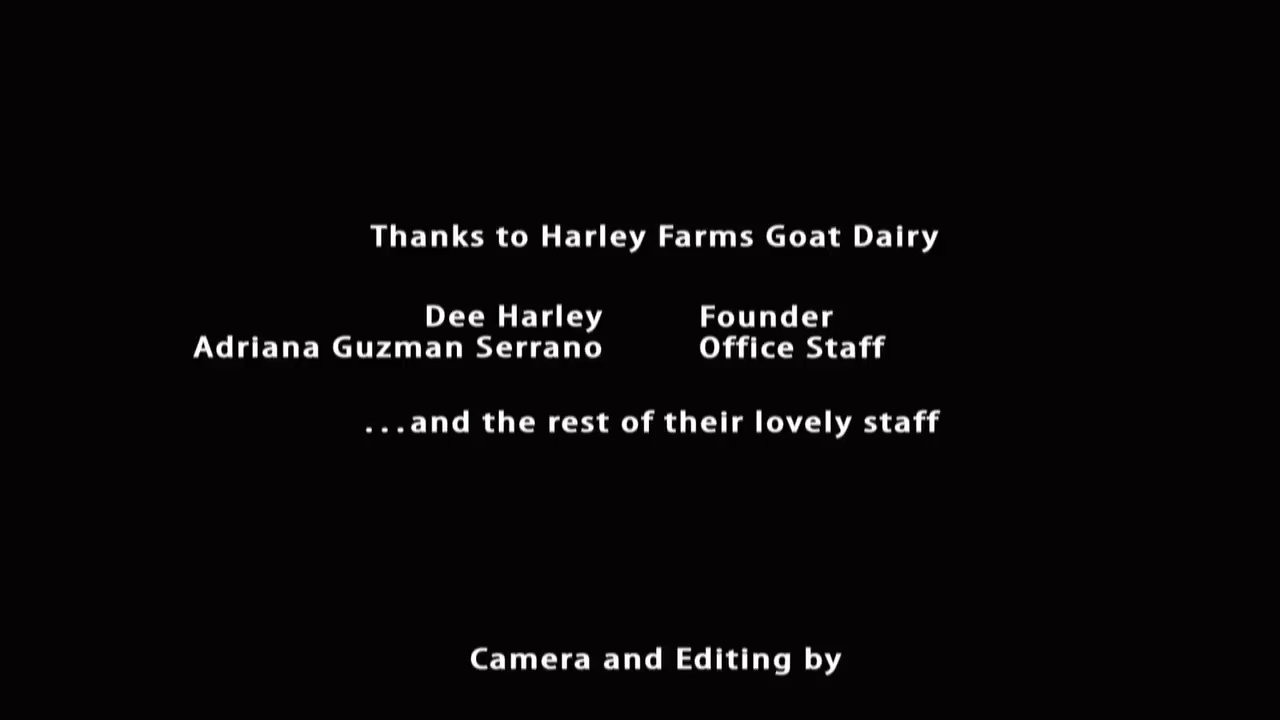 Thanks to Harley Farms Goat Dairy
Dee Harley Founder
Adriana Guzman Serrano Office Staff
...and the rest of their lovely staff
Camera and Editing by